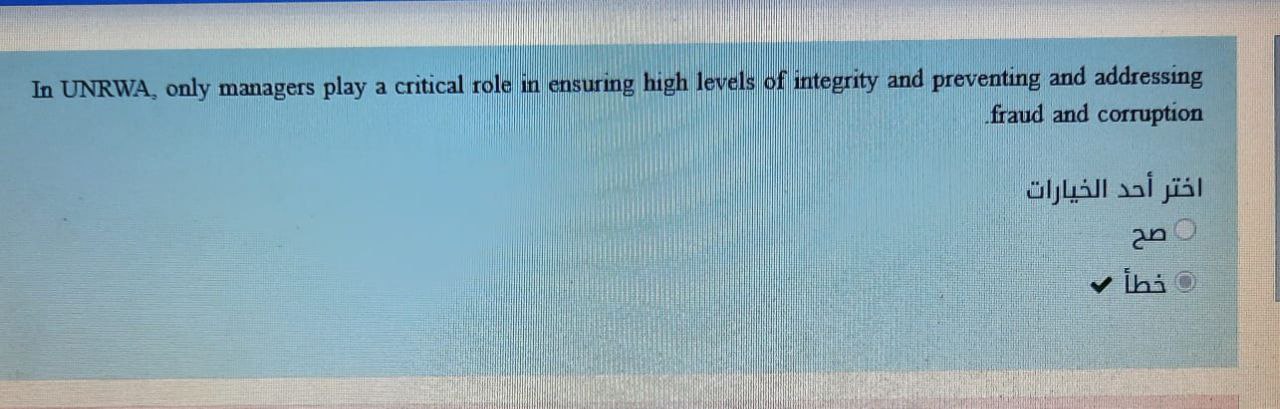 In UNRWA, only managers play a critical role in ensuring high levels of integrity and preventing and addressing
.fraud and corruption
اختر أحد الخيارات
صح
خطأ ✔